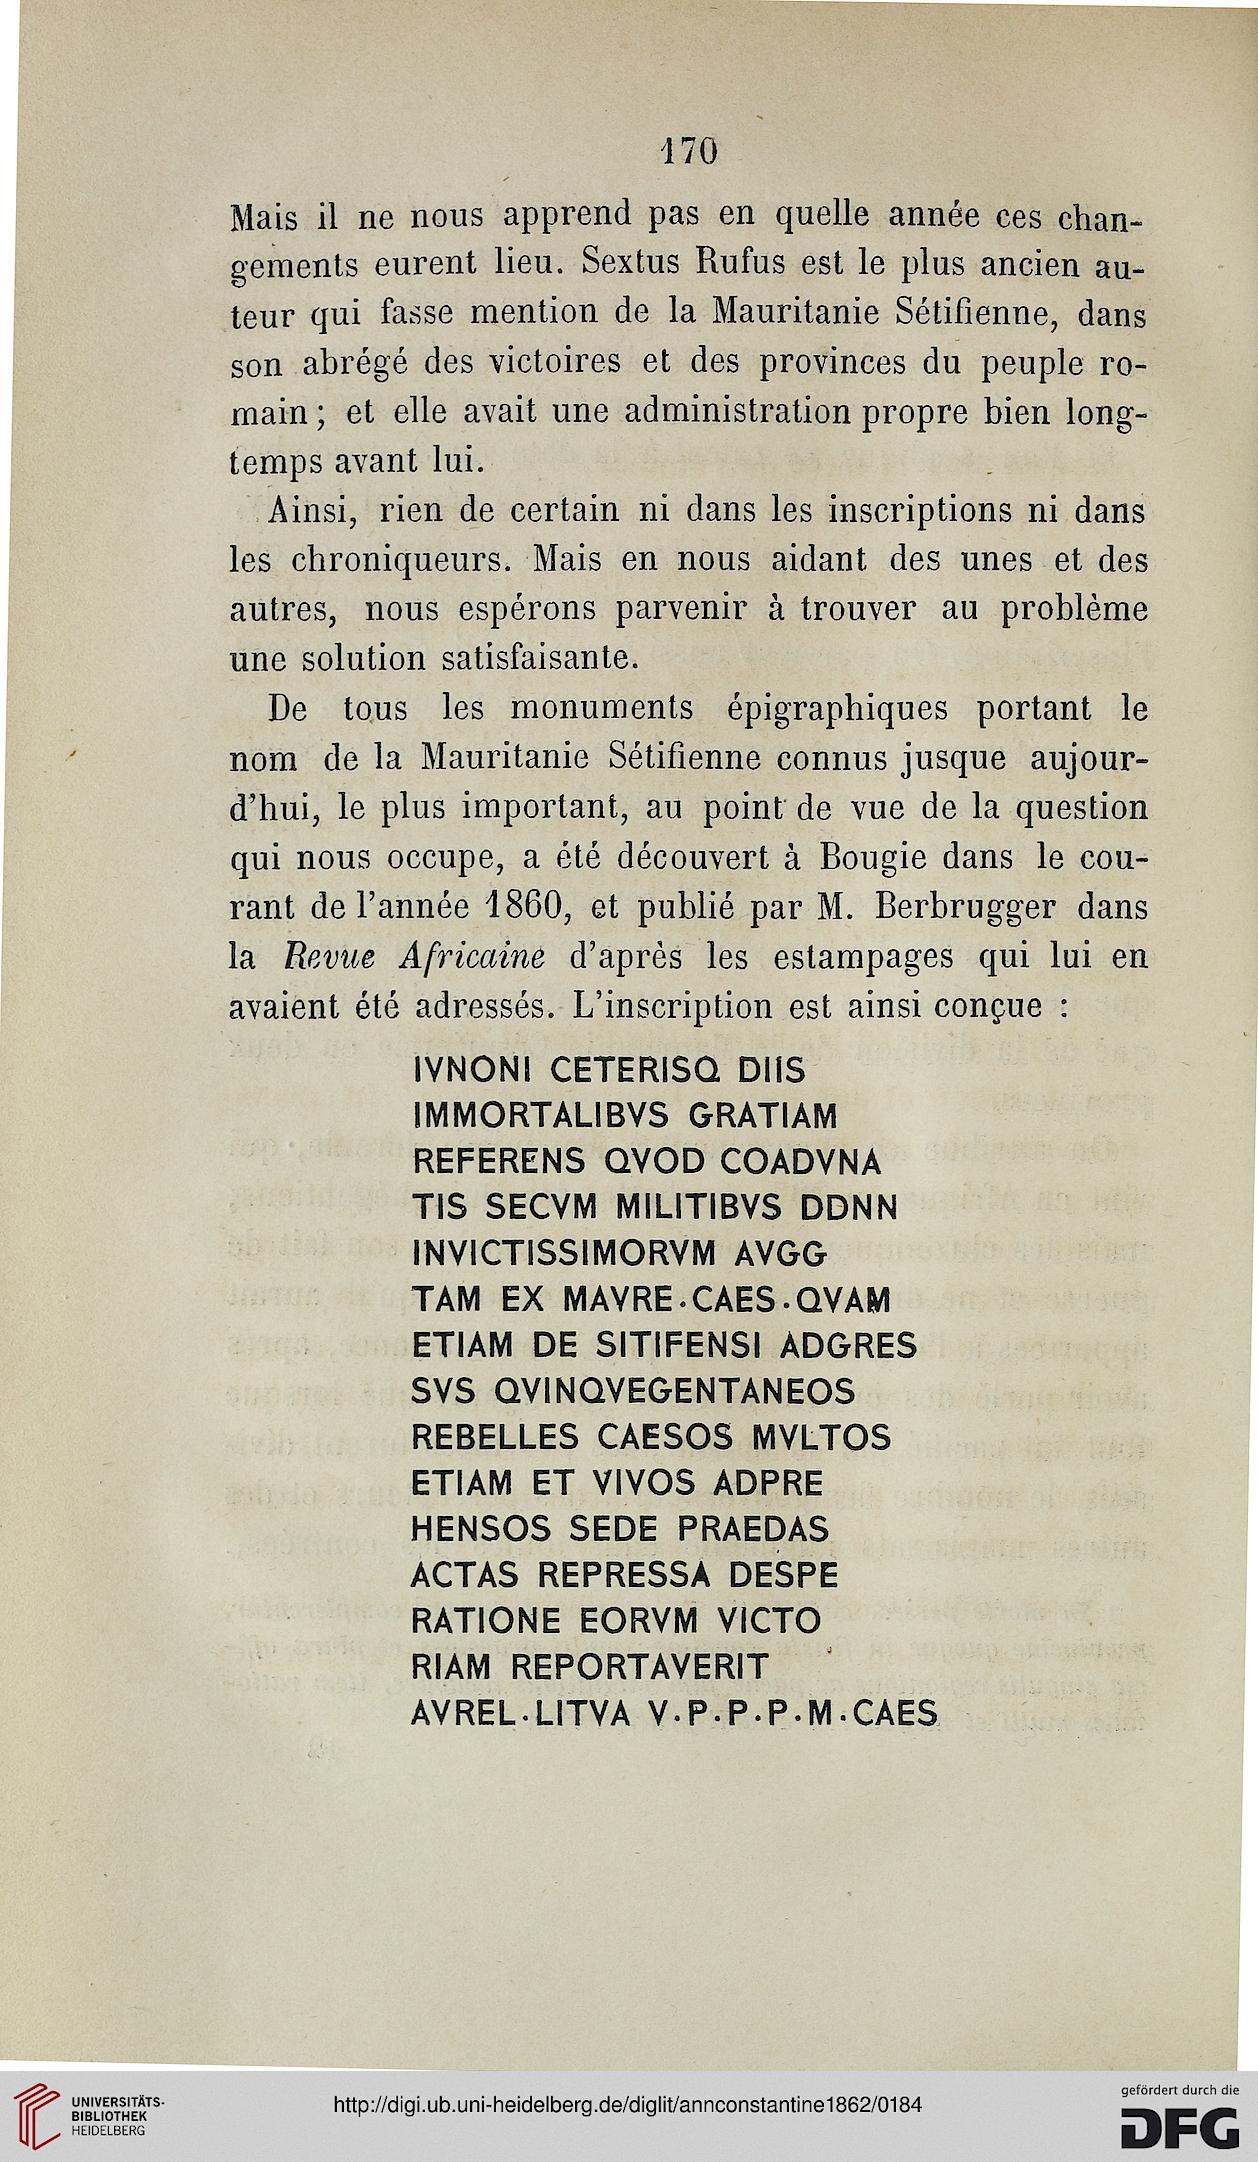 170
Mais il ne nous apprend pas en quelle année ces chan-
gements eurent lieu. Sextus Rufus est le plus ancien au-
teur qui fasse mention de la Mauritanie Sétifienne, dans
son abrégé des victoires et des provinces du peuple ro-
main; et elle avait une administration propre bien long-
temps avant lui.
Ainsi, rien de certain ni dans les inscriptions ni dans
les chroniqueurs. Mais en nous aidant des unes et des
autres, nous espérons parvenir à trouver au problème
une solution satisfaisante.
De tous les monuments épigraphiques portant le
nom de la Mauritanie Sétifienne connus jusque aujour-
d'hui, le plus important, au point de vue de la question
qui nous occupe, a été découvert à Bougie dans le cou-
rant de l'année 1860, et publié par M. Berbrugger dans
la Revue Africaine d'après les estampages qui lui en
avaient été adressés. L'inscription est ainsi conçue :
IVNONI CETERISQ DIIS
IMMORTALIBVS GRATIAM
REFERENS QVOD COADVNA
TIS SECVM MILITIBVS DDNN
INVICTISSIMORVM AVGG
TAM EX MAVRE.CAES.QVAM
ETIAM DE SITIFENSI ADGRES
SVS QVINQVEGENTANEOS
REBELLES CAESOS MVLTOS
ETIAM ET VIVOS ADPRE
HENSOS SEDE PRAEDAS
ACTAS REPRESSA DESPE
RATIONE EORVM VICTO
RIAM REPORTAVERIT
AVREL.LITVA V.P.P.P.M.CAES
UNIVERSITÄTS-
BIBLIOTHEK
HEIDELBERG
http://digi.ub.uni-heidelberg.de/diglit/annconstantine1862/0184
gefördert durch die
DFG